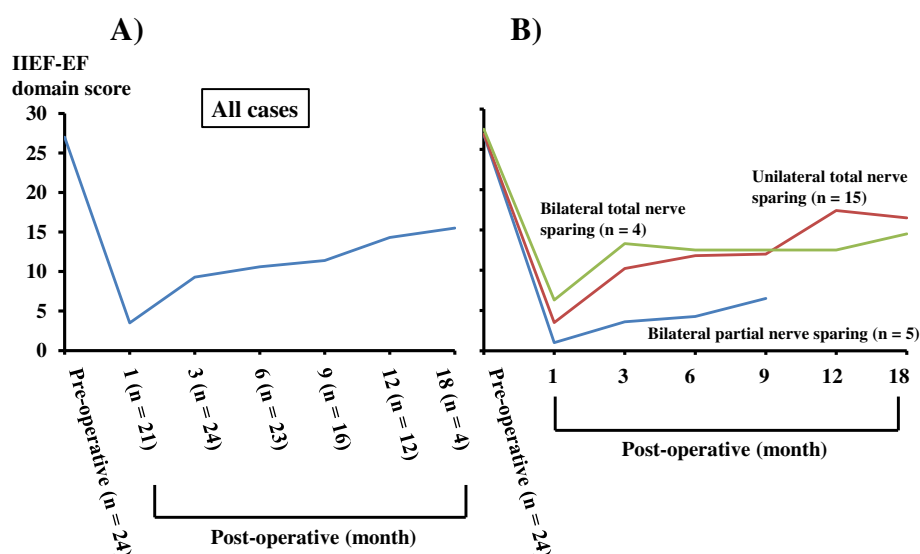 A)
IIEF-EF
domain score
All cases
30
25
20
15
10
5
0
Pre-operative (n = 24)
1 (n = 21)
3 (n = 24)
6 (n = 23)
9 (n = 16)
12 (n = 12)
18 (n = 4)
Post-operative (month)
B)
Unilateral total nerve
sparing (n = 15)
Bilateral total nerve
sparing (n = 4)
Bilateral partial nerve sparing (n = 5)
Pre-operative (n = 24)
1
3
6
9
12
18
Post-operative (month)